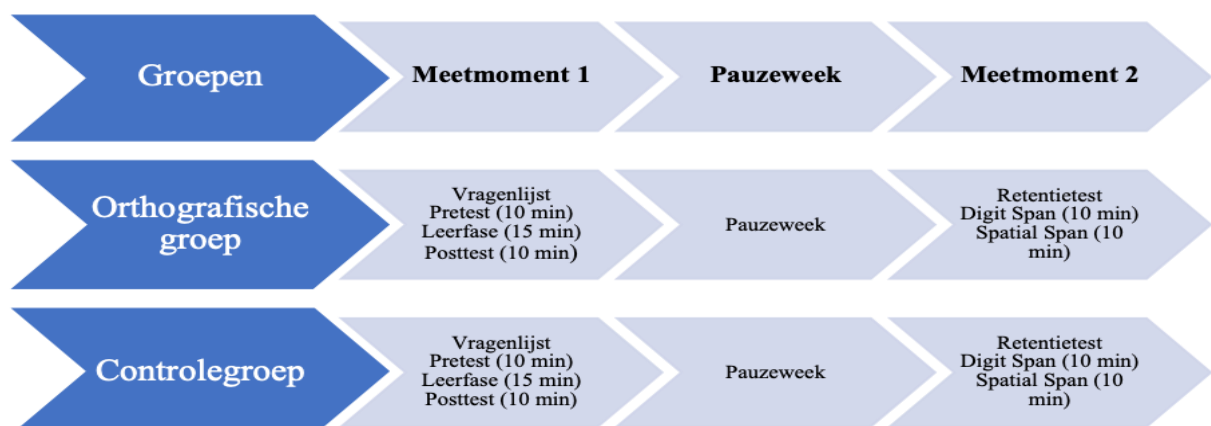 Groepen
Meetmoment 1
Pauzeweek
Meetmoment 2
Orthografische
groep
Vragenlijst
Pretest (10 min)
Leerfase (15 min)
Posttest (10 min)
Pauzeweek
Retentietest
Digit Span (10 min)
Spatial Span (10
min)
Controlegroep
Vragenlijst
Pretest (10 min)
Leerfase (15 min)
Posttest (10 min)
Pauzeweek
Retentietest
Digit Span (10 min)
Spatial Span (10
min)